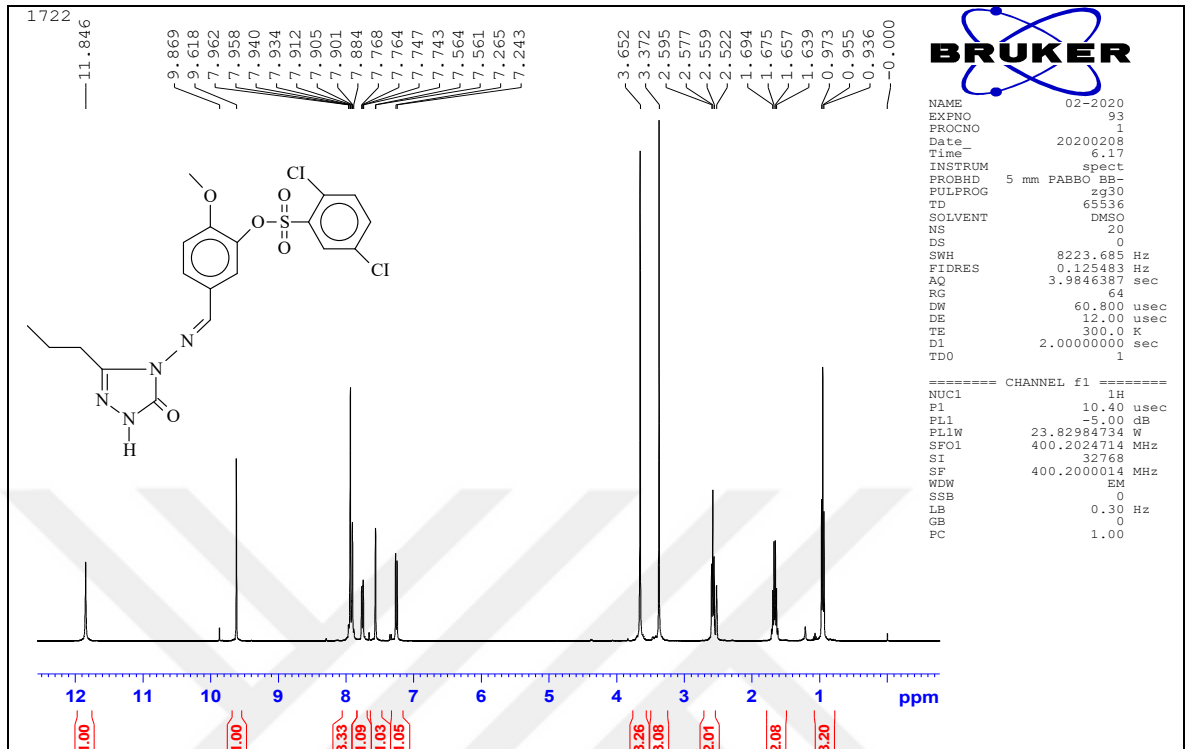 1722
11.846
9.869
9.618
7.962
7.958
7.940
7.934
7.912
7.905
7.901
7.884
7.768
7.764
7.747
7.743
7.564
7.561
7.265
7.243
3.652
3.372
2.595
2.577
2.559
2.522
1.694
1.675
1.657
1.639
0.973
0.955
0.936
-0.000
BRUKER
NAME 02-2020
EXPNO 93
PROCNO 1
Date_ 20200208
Time 6.17
INSTRUM spect
PROBHD 5 mm PABBO BB-
PULPROG zg30
TD 65536
SOLVENT DMSO
NS 20
DS 0
SWH 8223.685 Hz
FIDRES 0.125483 Hz
AQ 3.9846387 sec
RG 64
DW 60.800 usec
DE 12.00 usec
TE 300.0 K
D1 2.00000000 sec
TD0 1
======== CHANNEL f1 ========
NUC1 1H
P1 10.40 usec
PL1 -5.00 dB
PL1W 23.82984734 W
SFO1 400.2024714 MHz
SI 32768
SF 400.2000014 MHz
WDW EM
SSB 0
LB 0.30 Hz
GB 0
PC 1.00
Cl
O
O
O S
O
Cl
N
N
N
N O
H
12 11 10 9 8 7 6 5 4 3 2 1 ppm
1.00
1.00
3.33
1.09
1.03
1.05
3.26
3.08
2.01
2.08
3.20